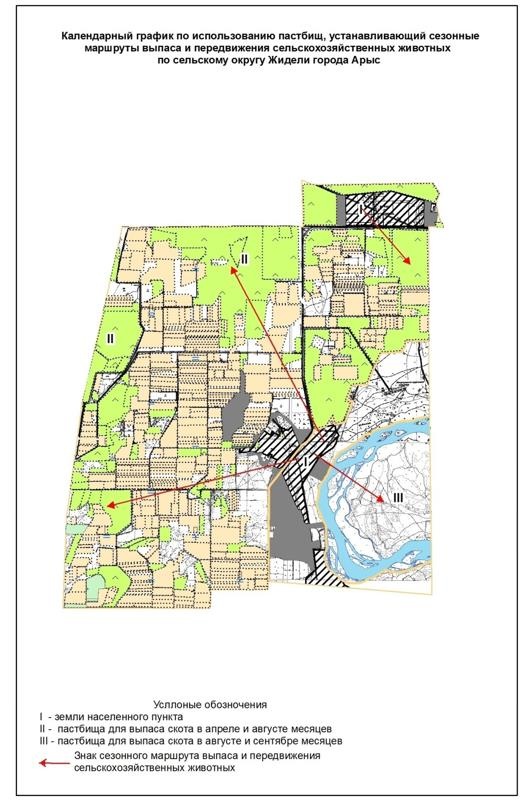 Календарный график по использованию пастбищ, устанавливающий сезонные
маршруты выпаса и передвижения сельскохозяйственных животных
по сельскому округу Жидели города Арыс
I
II
II
I
III
Усллоные обозночения
I - земли населенного пункта
II - пастбища для выпаса скота в апреле и августе месяцев
III - пастбища для выпаса скота в августе и сентябре месяцев
Знак сезонного маршрута выпаса и передвижения
сельскохозяйственных животных